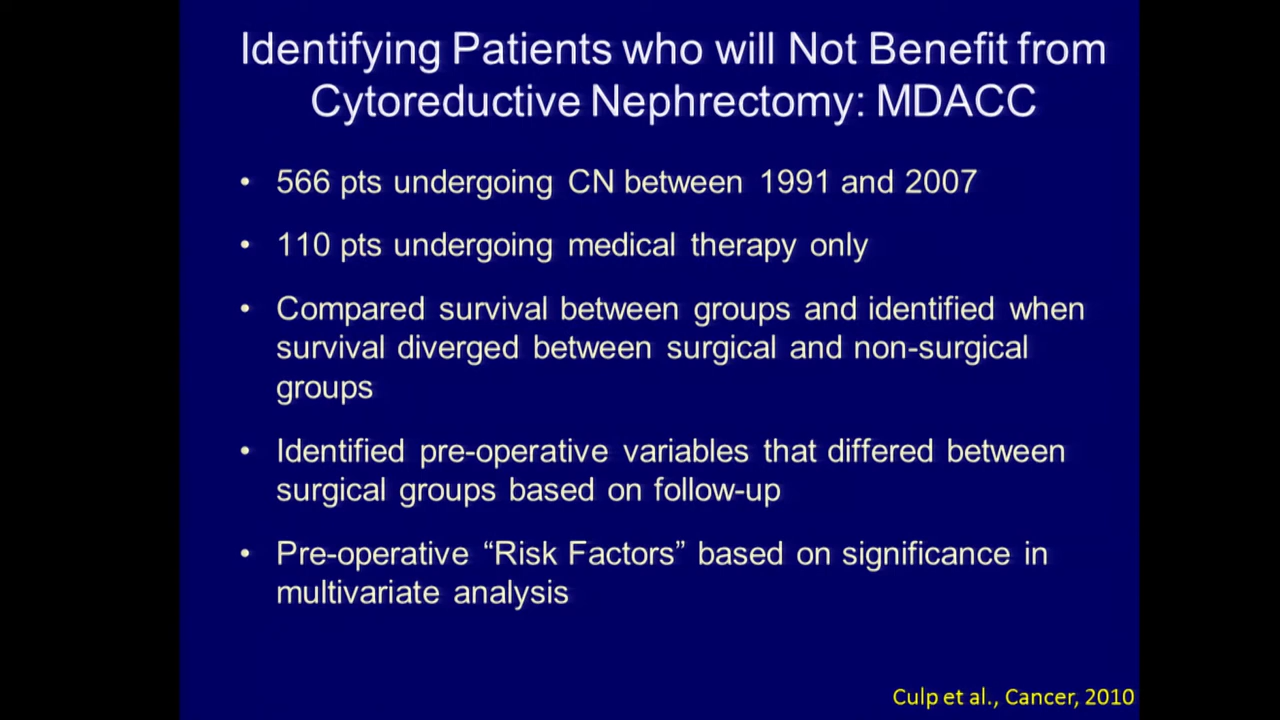 Identifying Patients who will Not Benefit from
Cytoreductive Nephrectomy: MDACC
• 566 pts undergoing CN between 1991 and 2007
• 110 pts undergoing medical therapy only
• Compared survival between groups and identified when
survival diverged between surgical and non-surgical
groups
• Identified pre-operative variables that differed between
surgical groups based on follow-up
• Pre-operative “Risk Factors” based on significance in
multivariate analysis
Culp et al., Cancer, 2010